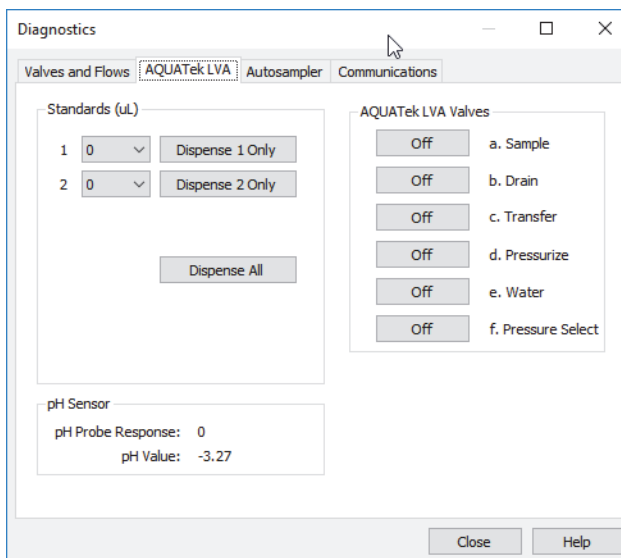 Diagnostics
Valves and Flows AQUATek LVA Autosampler Communications
Standards (uL)
1 0 Dispense 1 Only
2 0 Dispense 2 Only
Dispense All
pH Sensor
pH Probe Response: 0
pH Value: -3.27
AQUATek LVA Valves
Off a. Sample
Off b. Drain
Off c. Transfer
Off d. Pressurize
Off e. Water
Off f. Pressure Select
Close Help